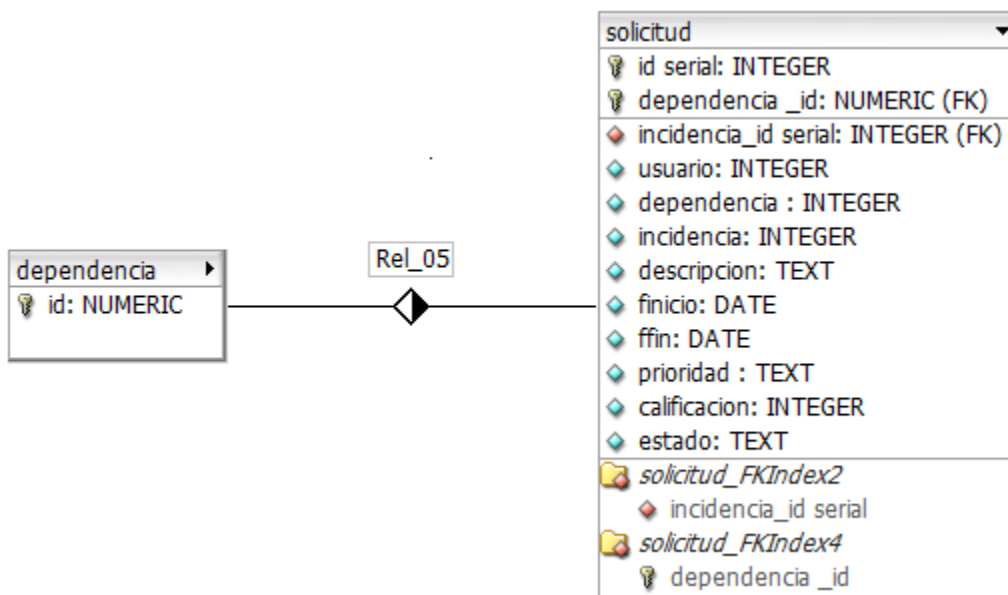 dependencia
id: NUMERIC
Rel_05
solicitud
id serial: INTEGER
dependencia _id: NUMERIC (FK)
incidencia_id serial: INTEGER (FK)
usuario: INTEGER
dependencia : INTEGER
incidencia: INTEGER
descripcion: TEXT
finicio: DATE
ffin: DATE
prioridad : TEXT
calificacion: INTEGER
estado: TEXT
solicitud_FKIndex2
incidencia_id serial
solicitud_FKIndex4
dependencia _id